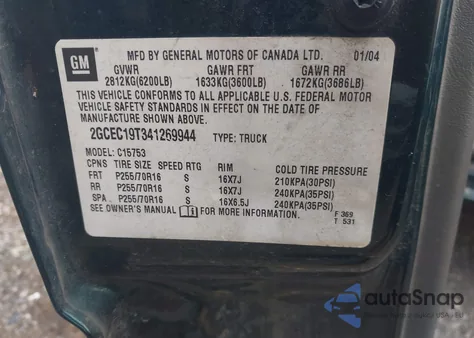 GM MFD BY GENERAL MOTORS OF CANADA LTD. 01/04
GVWR GAWR FRT GAWR RR
2812KG(6200LB) 1633KG(3600LB) 1672KG(3686LB)
THIS VEHICLE CONFORMS TO ALL APPLICABLE U.S. FEDERAL MOTOR
VEHICLE SAFETY STANDARDS IN EFFECT ON THE DATE OF
MANUFACTURE SHOWN ABOVE.
2GCEC19T341269944 TYPE: TRUCK
MODEL: C15753
CPNS TIRE SIZE SPEED RTG RIM COLD TIRE PRESSURE
FRT P255/70R16 S 16X7J 210KPA(30PSI)
RR P255/70R16 S 16X7J 240KPA(35PSI)
SPA P255/70R16 S 16X6.5J 240KPA(35PSI)
SEE OWNER'S MANUAL FOR MORE INFORMATION.
F 369
T 531
autoSnap